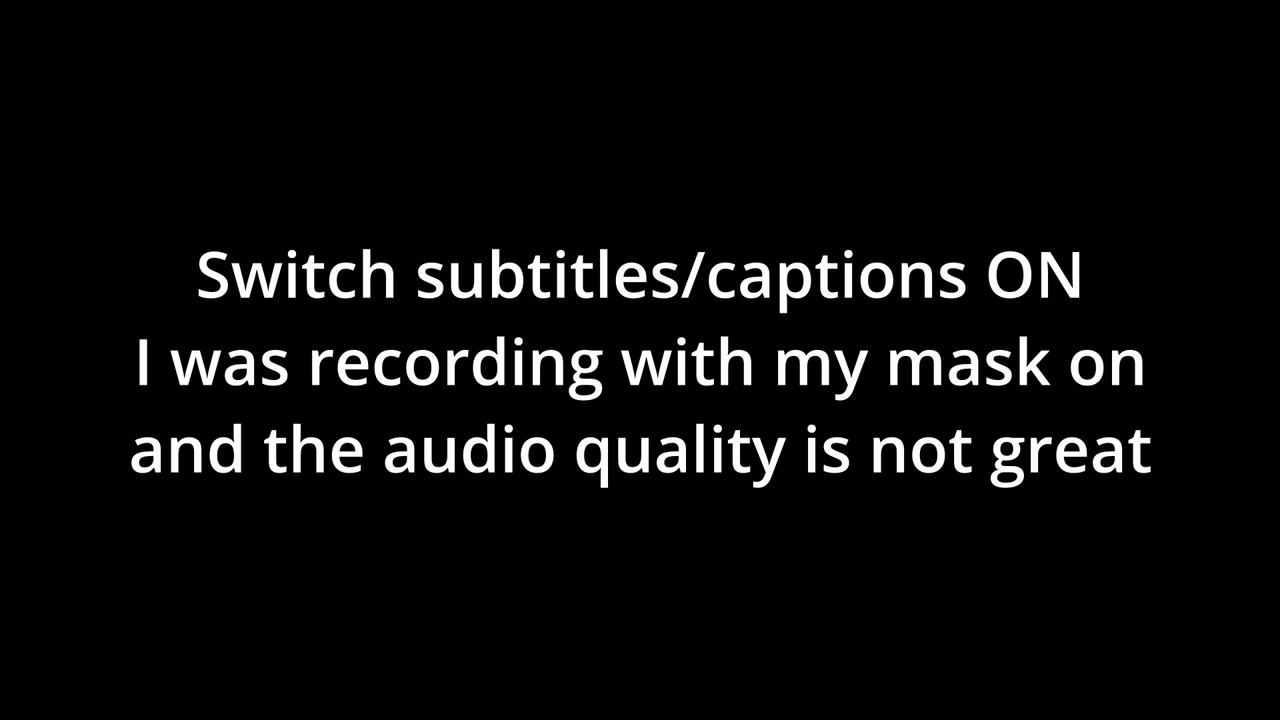 Switch subtitles/captions ON
I was recording with my mask on
and the audio quality is not great